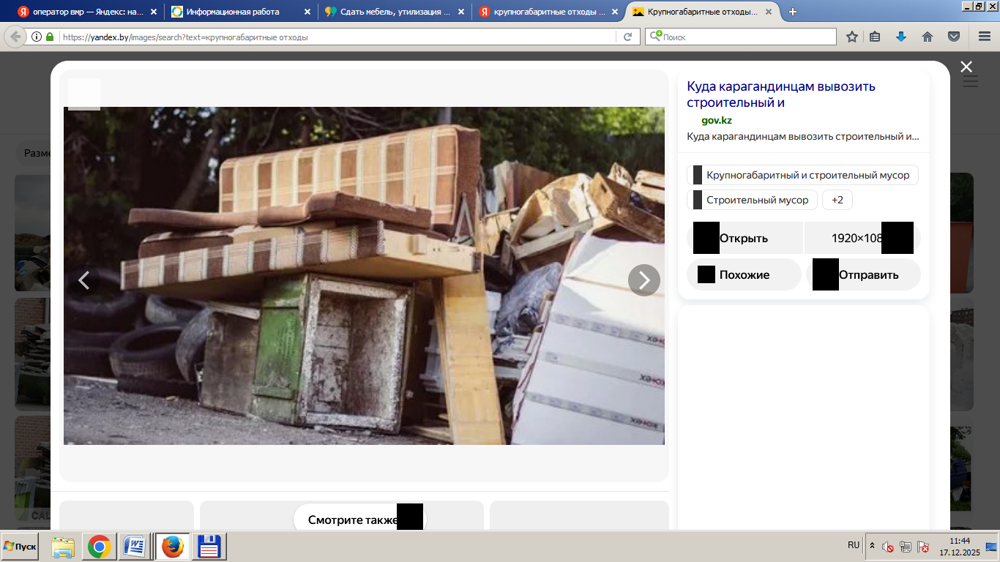 оператор вмр — Яндекс: на...
Информационная работа
Сдать мебель, утилизация ...
крупногабаритные отходы ...
Крупногабаритные отходы...
https://yandex.by/images/search?text=крупногабаритные отходы
Поиск
Куда карагандинцам вывозить
строительный и
gov.kz
Куда карагандинцам вывозить строительный и...
Разме
Крупногабаритный и строительный мусор
Строительный мусор
+2
Открыть
1920×108
Похожие
Отправить
CAL
Смотрите также
Пуск
RU
11:44
17.12.2025